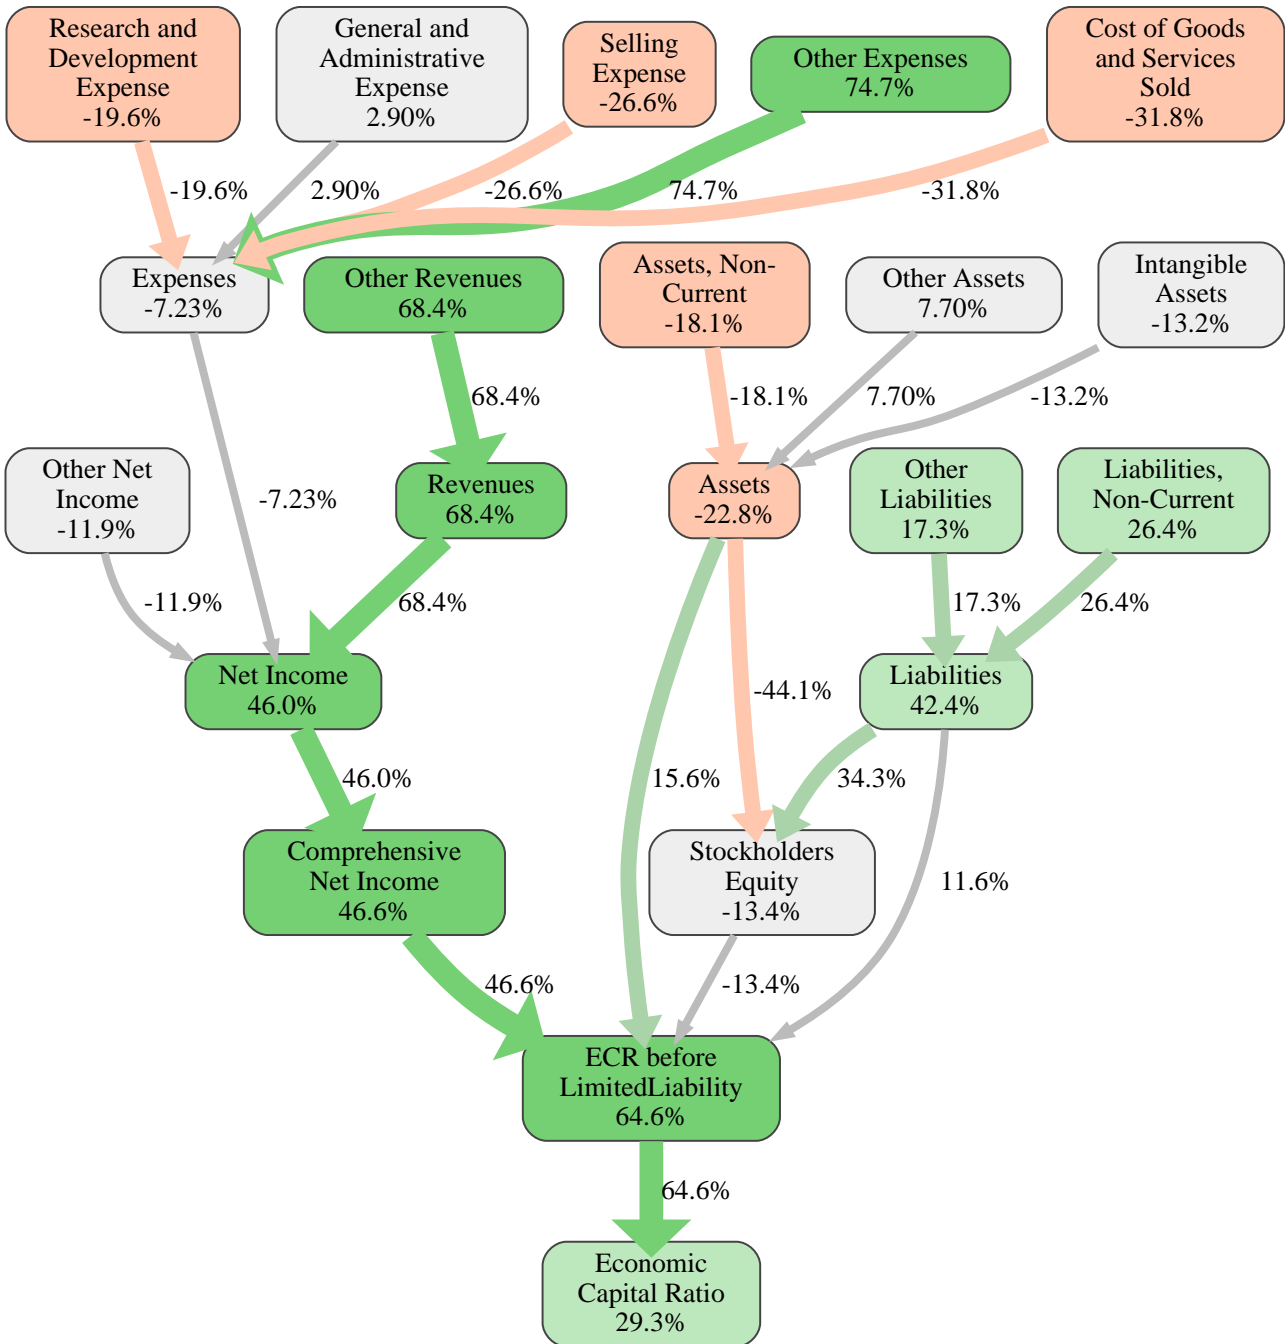 Research and
Development
Expense
-19.6%
General and
Administrative
Expense
2.90%
Selling
Expense
-26.6%
Other Expenses
74.7%
Cost of Goods
and Services
Sold
-31.8%
-19.6%
2.90%
-26.6%
74.7%
-31.8%
Expenses
-7.23%
Other Revenues
68.4%
Assets, Non-
Current
-18.1%
Other Assets
7.70%
Intangible
Assets
-13.2%
68.4%
-18.1%
7.70%
-13.2%
Other Net
Income
-11.9%
-7.23%
Revenues
68.4%
Assets
-22.8%
Other
Liabilities
17.3%
Liabilities,
Non-Current
26.4%
-11.9%
68.4%
17.3%
26.4%
Net Income
46.0%
-44.1%
Liabilities
42.4%
46.0%
15.6%
34.3%
Comprehensive
Net Income
46.6%
Stockholders
Equity
-13.4%
11.6%
46.6%
-13.4%
ECR before
LimitedLiability
64.6%
64.6%
Economic
Capital Ratio
29.3%